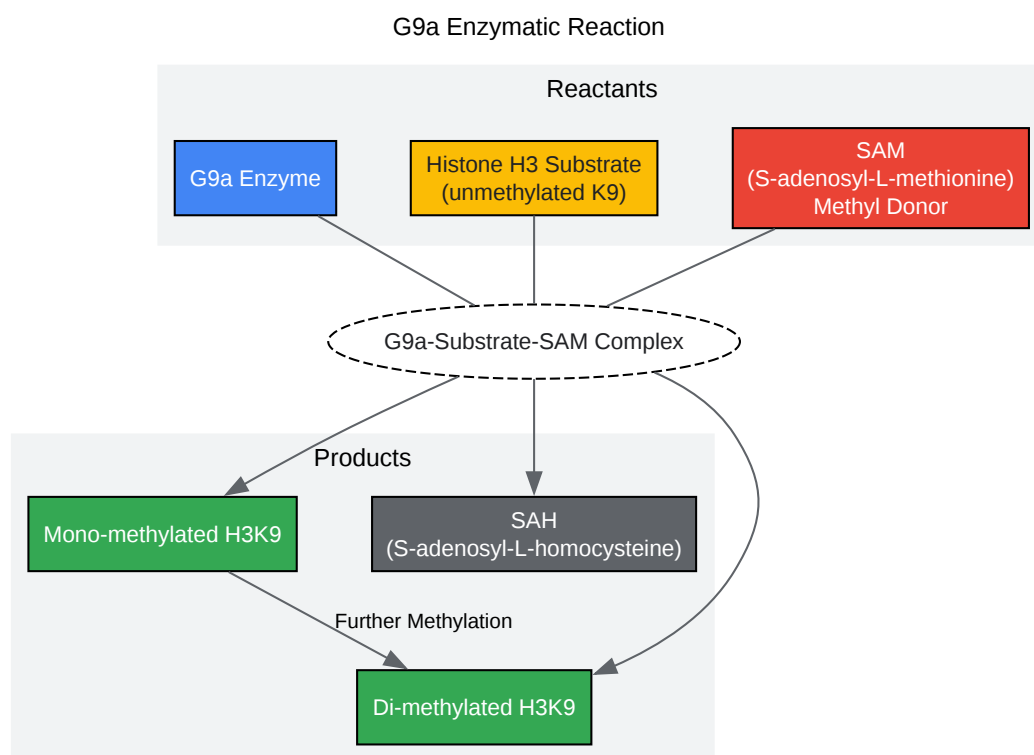 G9a Enzymatic Reaction
Reactants
G9a Enzyme
Histone H3 Substrate
(unmethylated K9)
SAM
(S-adenosyl-L-methionine)
Methyl Donor
G9a-Substrate-SAM Complex
Products
Mono-methylated H3K9
SAH
(S-adenosyl-L-homocysteine)
Further Methylation
Di-methylated H3K9